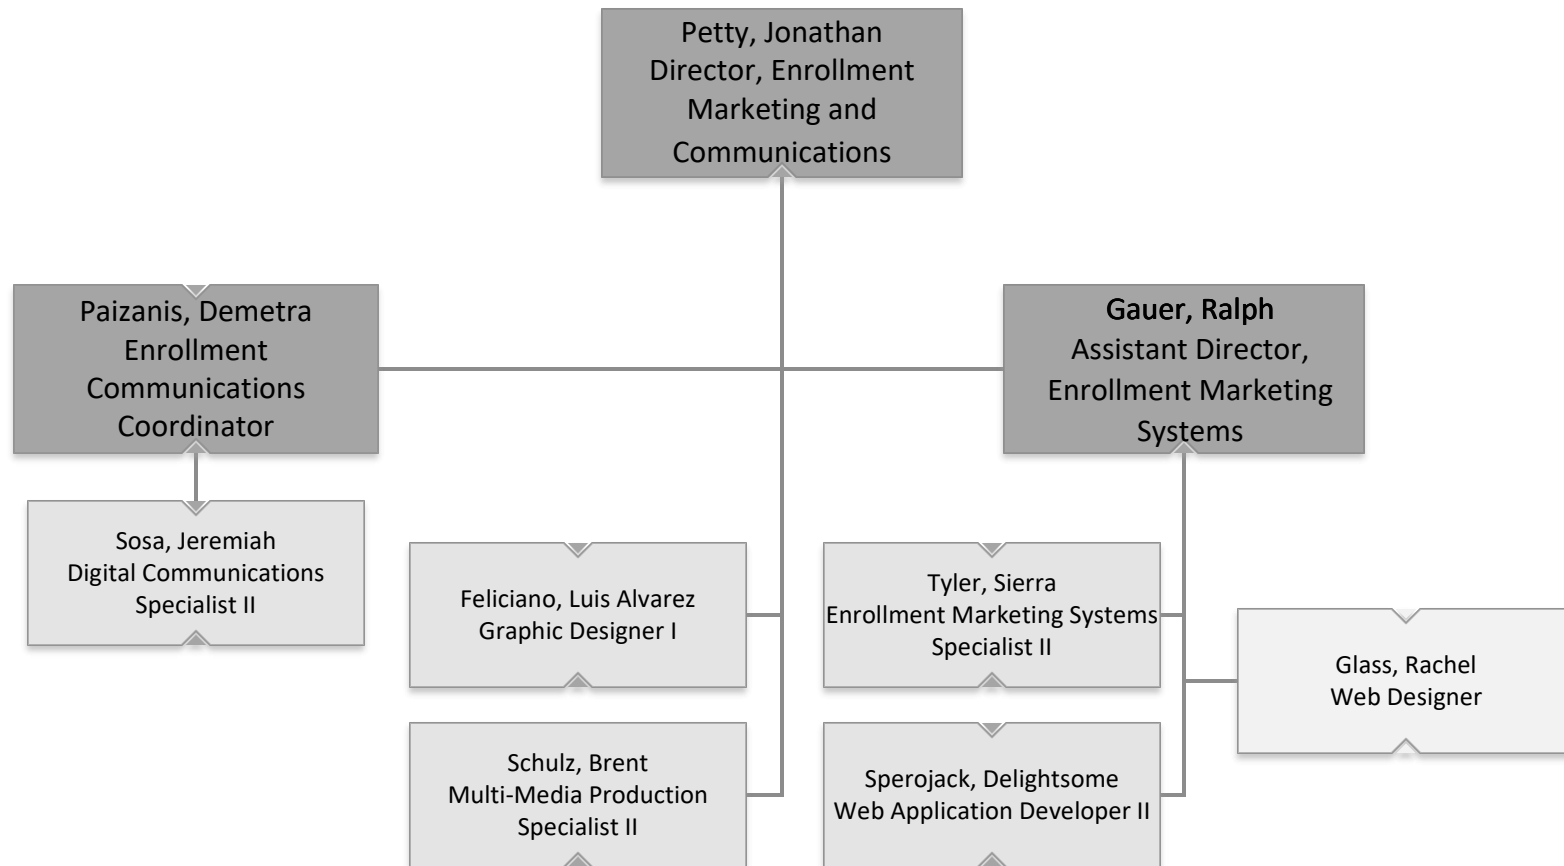 Petty, Jonathan
Director, Enrollment
Marketing and
Communications
Paizanis, Demetra
Enrollment
Communications
Coordinator
Gauer, Ralph
Assistant Director,
Enrollment Marketing
Systems
Sosa, Jeremiah
Digital Communications
Specialist II
Feliciano, Luis Alvarez
Graphic Designer I
Tyler, Sierra
Enrollment Marketing Systems
Specialist II
Glass, Rachel
Web Designer
Schulz, Brent
Multi-Media Production
Specialist II
Sperojack, Delightsome
Web Application Developer II